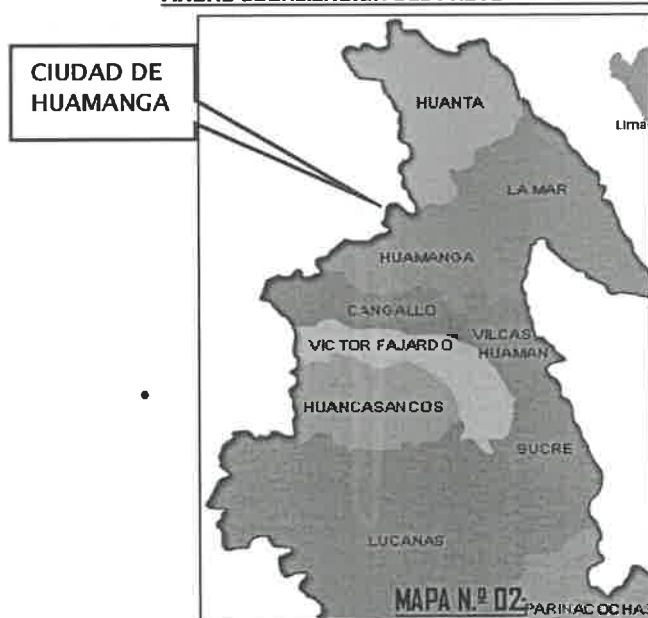 CIUDAD DE
HUAMANGA
HUANTA
Lima
LA MAR
HUAMANGA
CANGALLO
VICTOR FAJARDO
VILCAS
HUAMAN
HUANCASANCOS
SUCRE
LUCANAS
MAPA N.º 02:
PARINACOCHAS